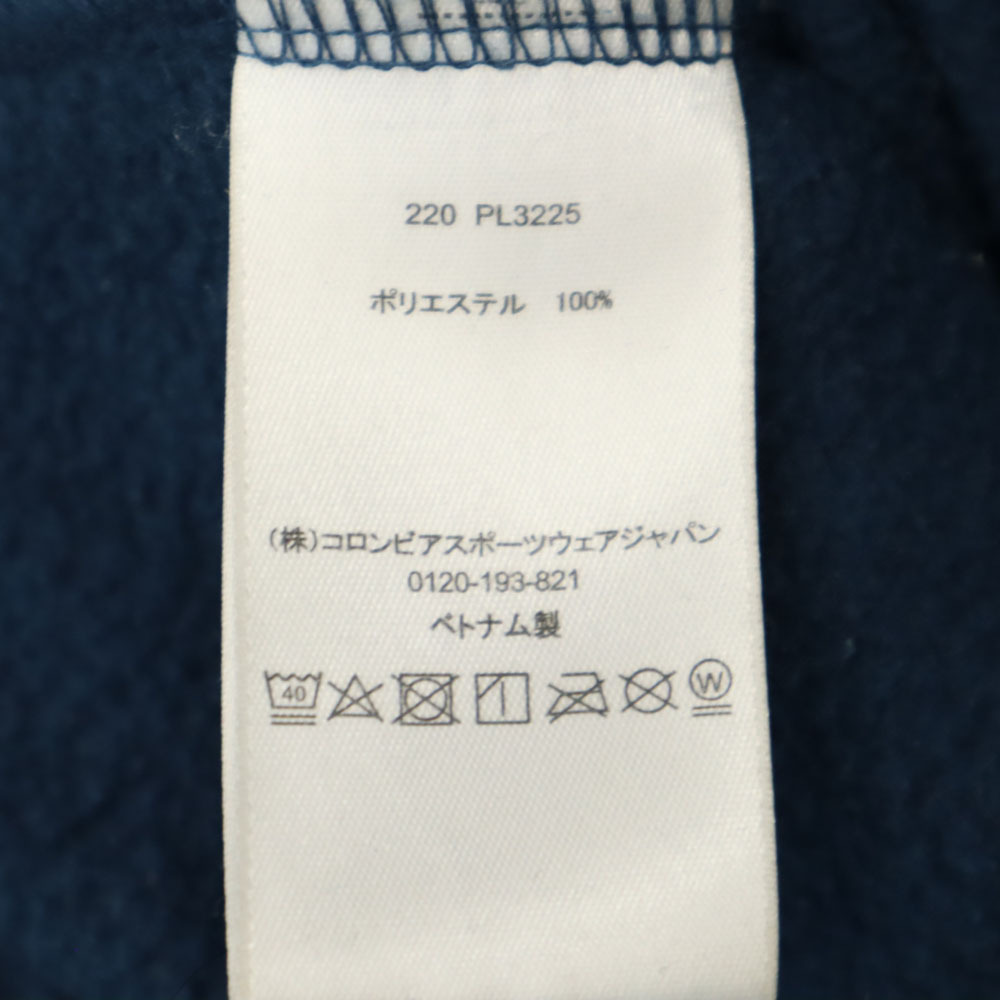 220 PL3225
ポリエステル 100%
(株)コロンビアスポーツウェアジャパン
0120-193-821
ベトナム製
40 W